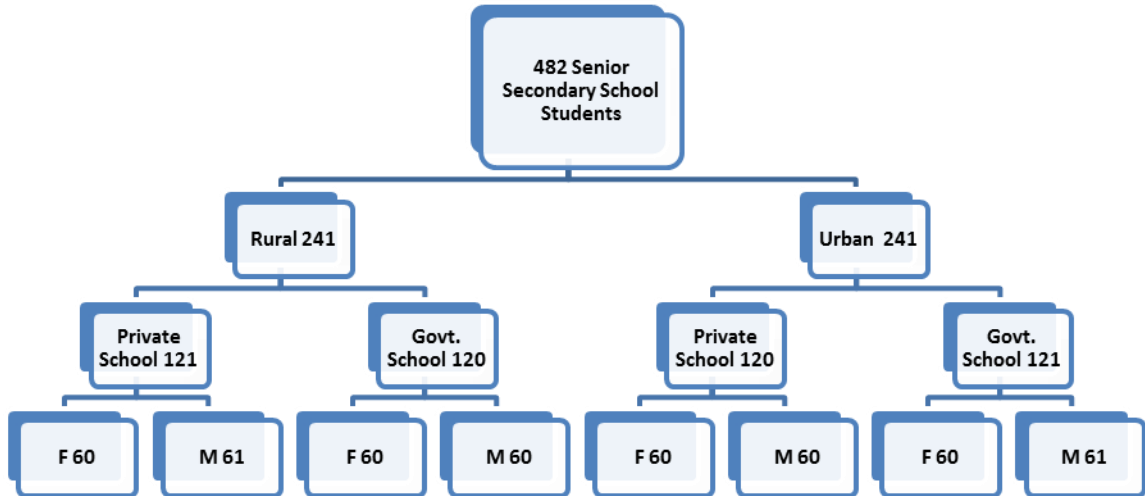 482 Senior
Secondary School
Students
Rural 241
Urban 241
Private
School 121
Govt.
School 120
Private
School 120
Govt.
School 121
F 60
M 61
F 60
M 60
F 60
M 60
F 60
M 61